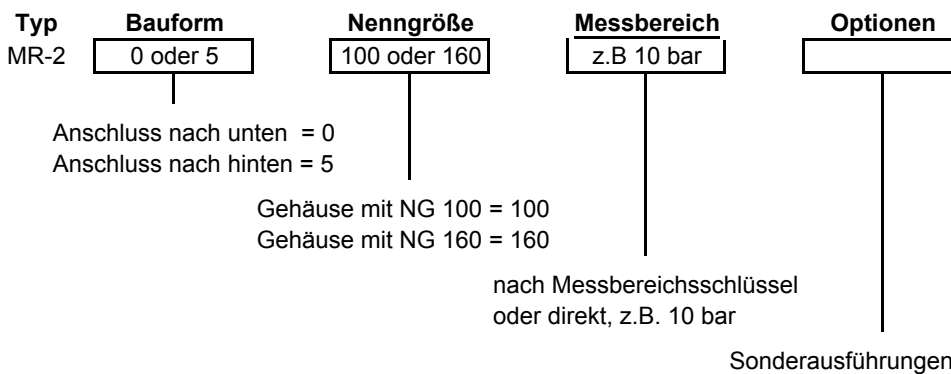 Typ Bauform Nenngröße Messbereich Optionen
MR-2 0 oder 5 100 oder 160 z.B 10 bar
Anschluss nach unten = 0
Anschluss nach hinten = 5
Gehäuse mit NG 100 = 100
Gehäuse mit NG 160 = 160
nach Messbereichsschlüssel
oder direkt, z.B. 10 bar
Sonderausführungen